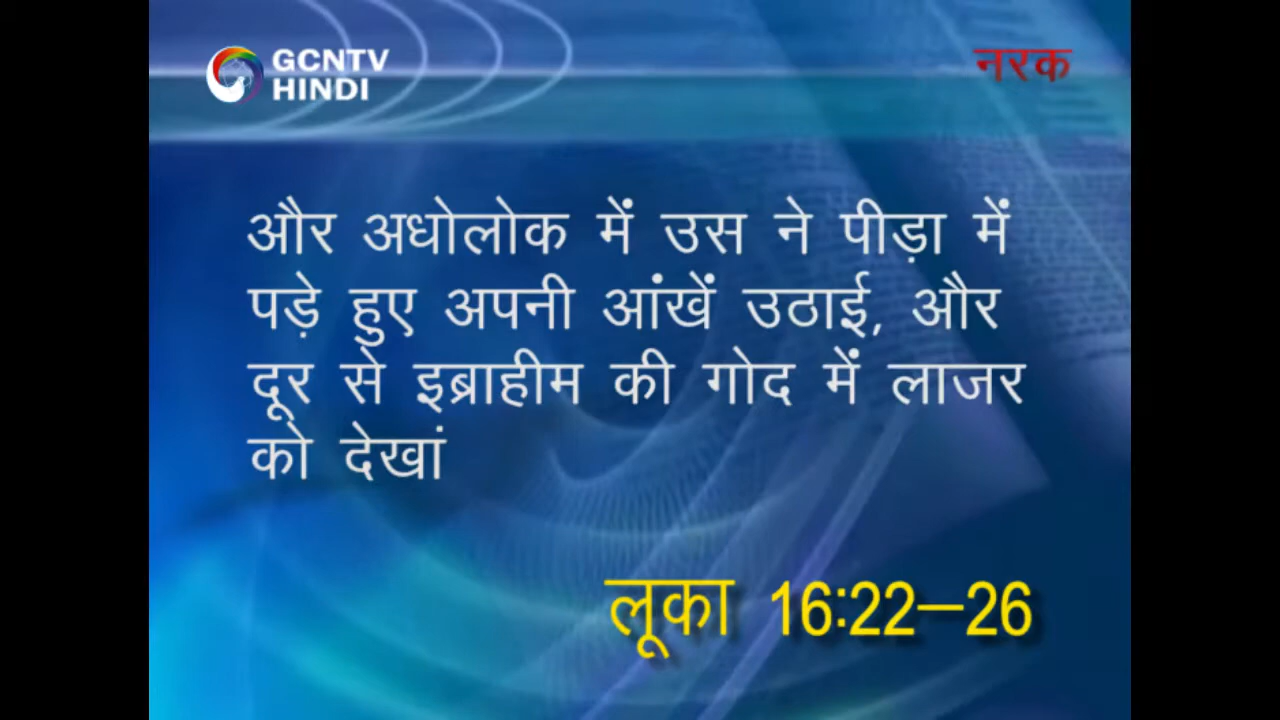 GCNTV
HINDI
नरक
और अधोलोक में उस ने पीड़ा में
पड़े हुए अपनी आंखें उठाई, और
दूर से इब्राहीम की गोद में लाजर
को देखां
लूका 16:22–26